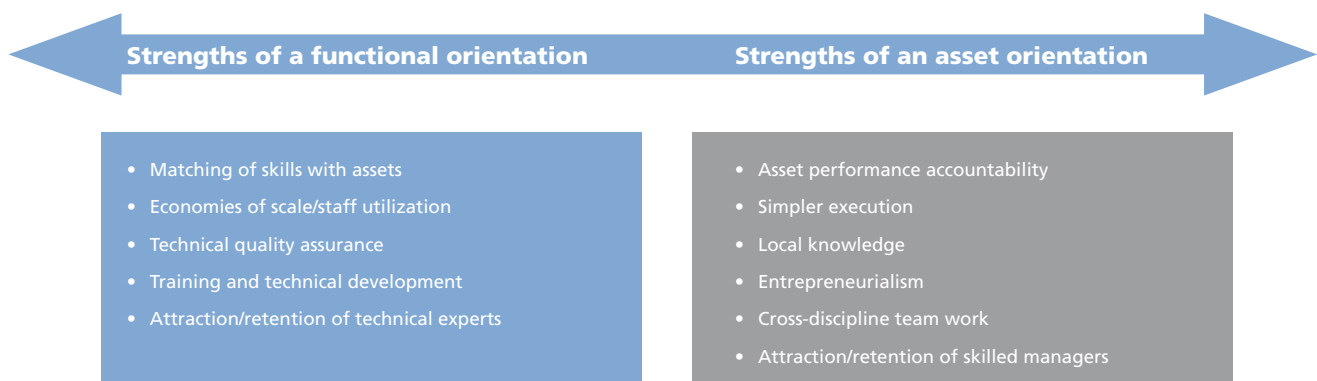 Strengths of a functional orientation
Strengths of an asset orientation
• Matching of skills with assets
• Economies of scale/staff utilization
• Technical quality assurance
• Training and technical development
• Attraction/retention of technical experts
• Asset performance accountability
• Simpler execution
• Local knowledge
• Entrepreneurialism
• Cross-discipline team work
• Attraction/retention of skilled managers